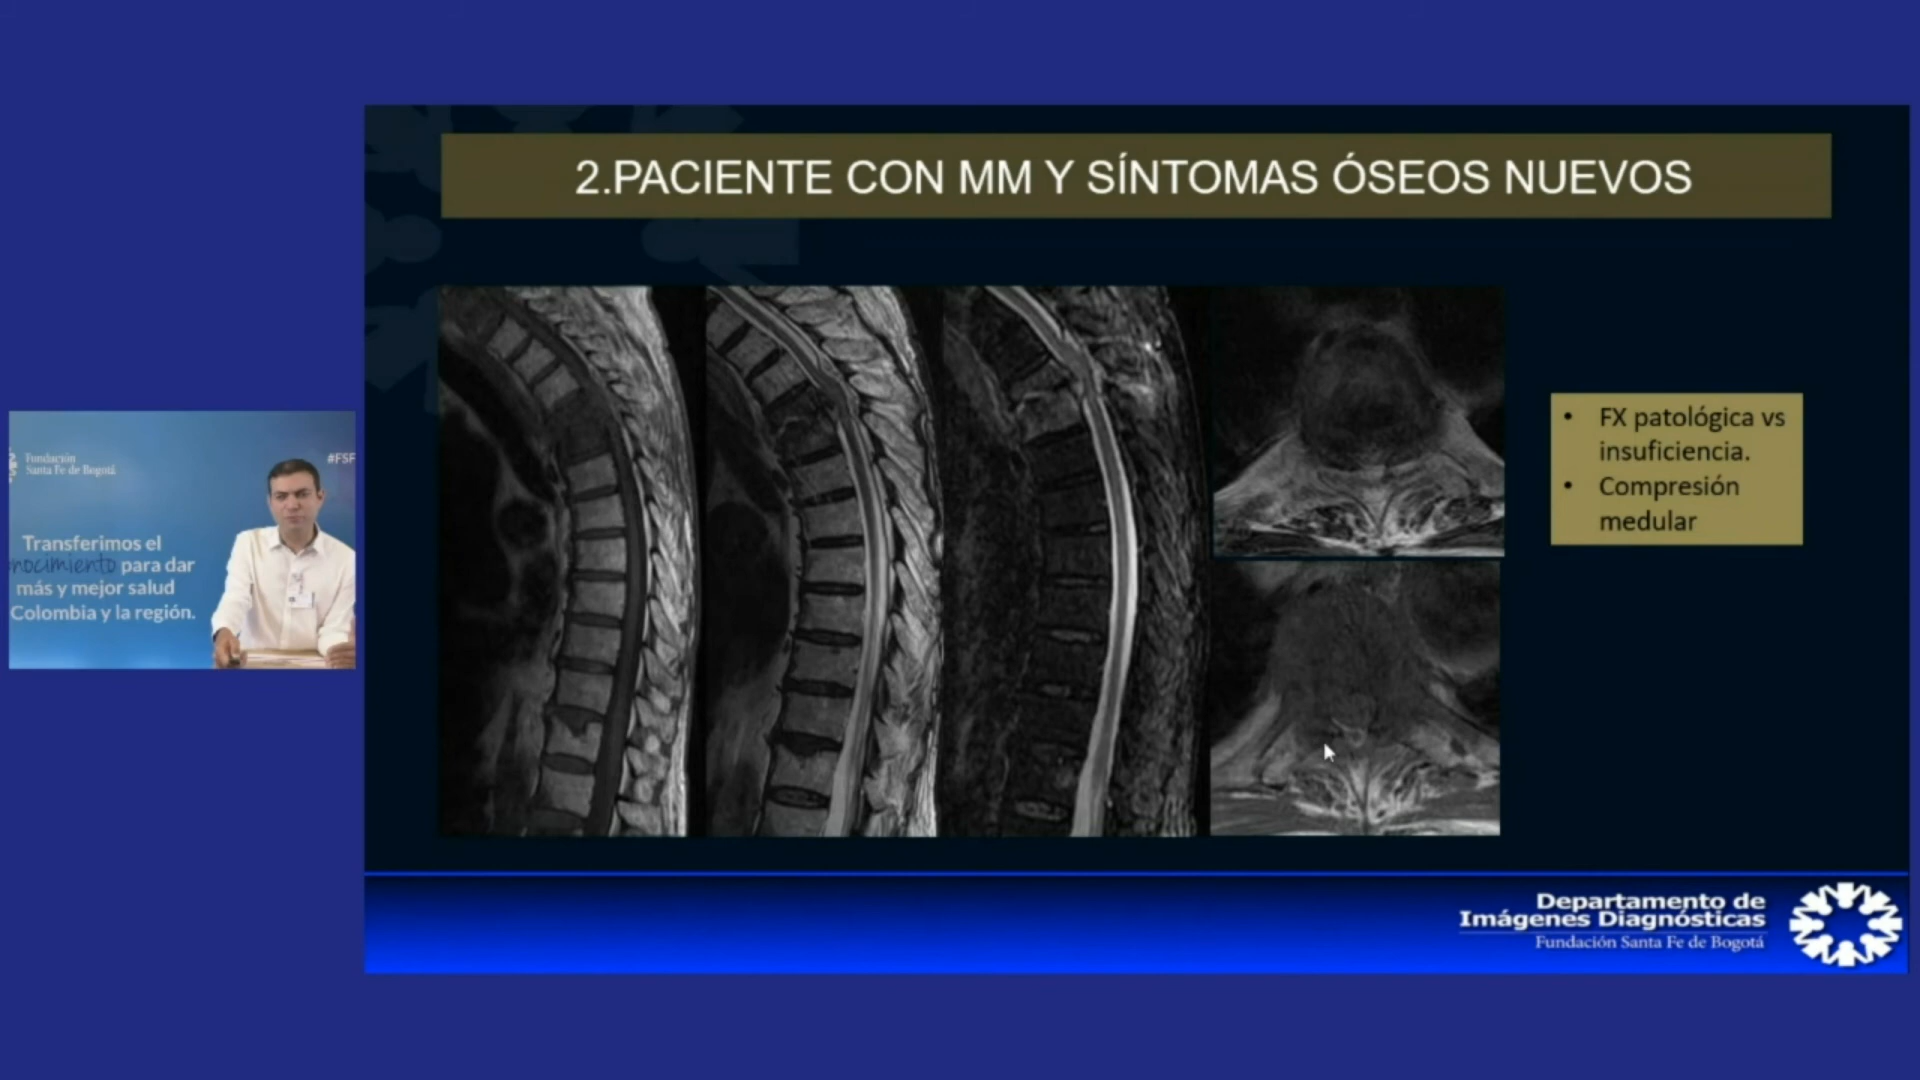 2.PACIENTE CON MM Y SÍNTOMAS ÓSEOS NUEVOS
• FX patológica vs
insuficiencia.
• Compresión
medular
Fundación
Santa Fe de Bogotá
#FSF
Transferimos el
nocimiento para dar
más y mejor salud
Colombia y la región.
Departamento de
Imágenes Diagnósticas
Fundación Santa Fe de Bogotá